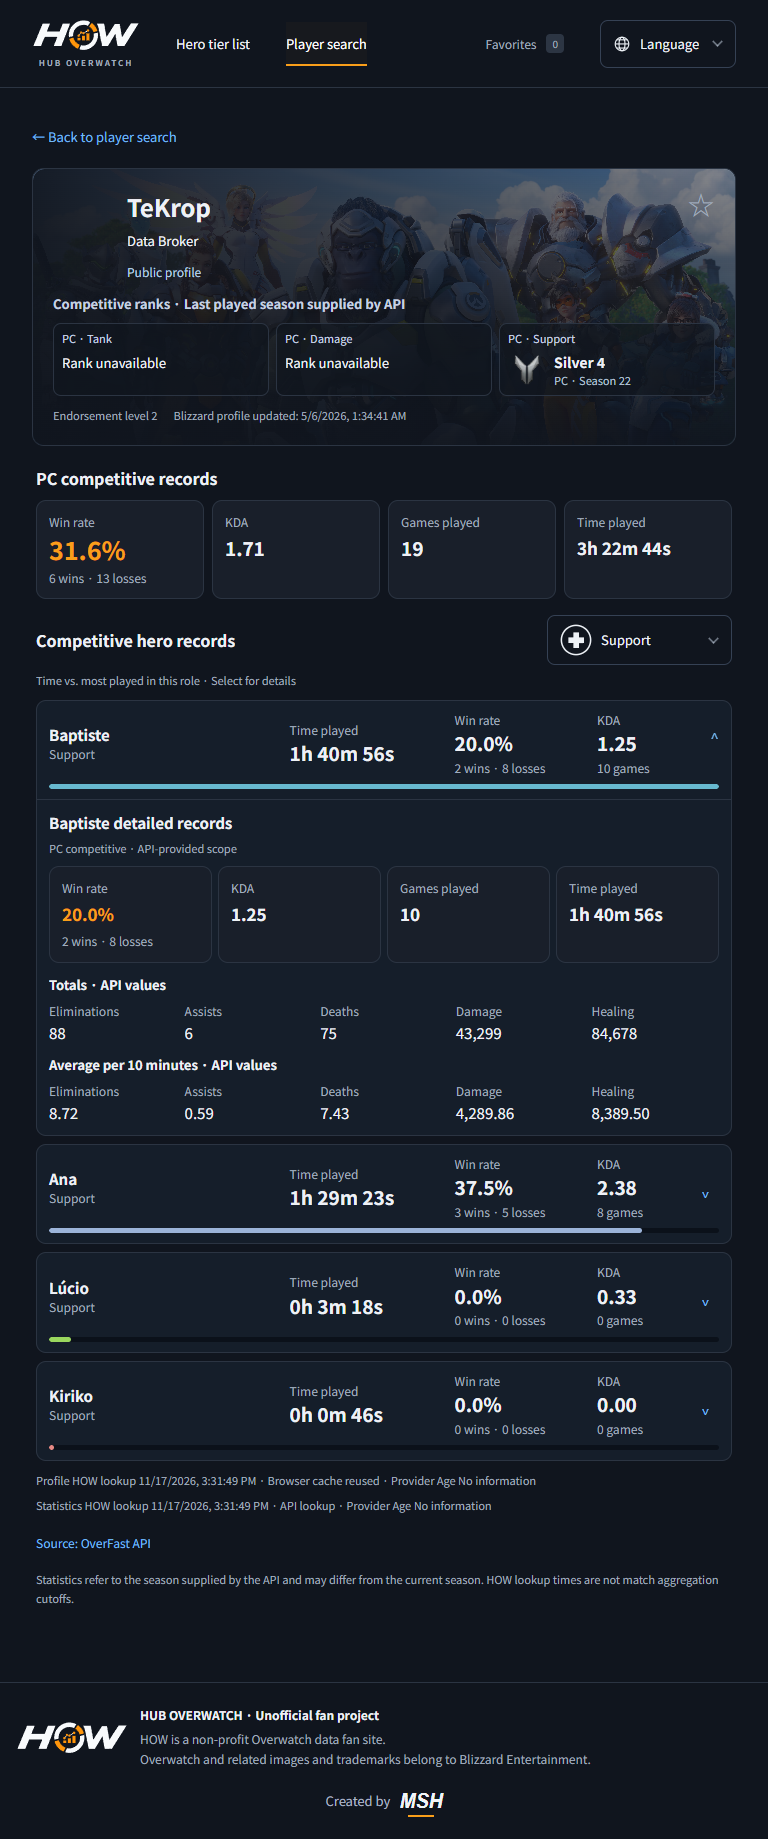 HOW
HUB OVERWATCH
Hero tier list
Player search
Favorites 0
Language
← Back to player search
TeKrop
Data Broker
Public profile
Competitive ranks · Last played season supplied by API
PC · Tank
Rank unavailable
PC · Damage
Rank unavailable
PC · Support
Silver 4
PC · Season 22
Endorsement level 2 Blizzard profile updated: 5/6/2026, 1:34:41 AM
PC competitive records
Win rate
31.6%
6 wins · 13 losses
KDA
1.71
Games played
19
Time played
3h 22m 44s
Competitive hero records
Support
Time vs. most played in this role · Select for details
Baptiste
Support
Time played
1h 40m 56s
Win rate
20.0%
2 wins · 8 losses
KDA
1.25
10 games
^
Baptiste detailed records
PC competitive · API-provided scope
Win rate
20.0%
2 wins · 8 losses
KDA
1.25
Games played
10
Time played
1h 40m 56s
Totals · API values
Eliminations Assists Deaths Damage Healing
88 6 75 43,299 84,678
Average per 10 minutes · API values
Eliminations Assists Deaths Damage Healing
8.72 0.59 7.43 4,289.86 8,389.50
Ana
Support
Time played
1h 29m 23s
Win rate
37.5%
3 wins · 5 losses
KDA
2.38
8 games
v
Lúcio
Support
Time played
0h 3m 18s
Win rate
0.0%
0 wins · 0 losses
KDA
0.33
0 games
v
Kiriko
Support
Time played
0h 0m 46s
Win rate
0.0%
0 wins · 0 losses
KDA
0.00
0 games
v
Profile HOW lookup 11/17/2026, 3:31:49 PM · Browser cache reused · Provider Age No information
Statistics HOW lookup 11/17/2026, 3:31:49 PM · API lookup · Provider Age No information
Source: OverFast API
Statistics refer to the season supplied by the API and may differ from the current season. HOW lookup times are not match aggregation
cutoffs.
HOW
HUB OVERWATCH · Unofficial fan project
HOW is a non-profit Overwatch data fan site.
Overwatch and related images and trademarks belong to Blizzard Entertainment.
Created by MSH